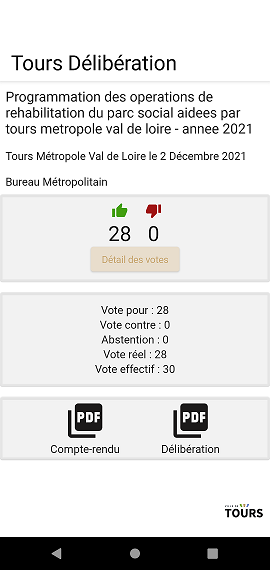 Tours Délibération
Programmation des operations de
rehabilitation du parc social aidees par
tours metropole val de loire - annee 2021
Tours Métropole Val de Loire le 2 Décembre 2021
Bureau Métropolitain
28 0
Détail des votes
Vote pour : 28
Vote contre : 0
Abstention : 0
Vote réel : 28
Vote effectif : 30
PDF PDF
Compte-rendu Délibération
TOURS